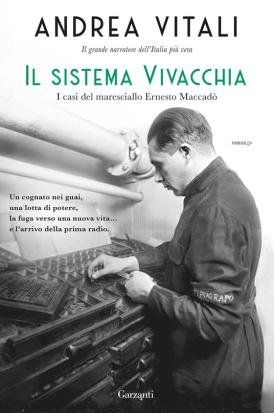 ANDREA VITALI
Il grande narratore dell'Italia più vera
IL SISTEMA VIVACCHIA
I casi del maresciallo Ernesto Maccadò
romanzo
Un cognato nei guai,
una lotta di potere,
la fuga verso una nuova vita...
e l'arrivo della prima radio.
TIPOGRAFO
Garzanti